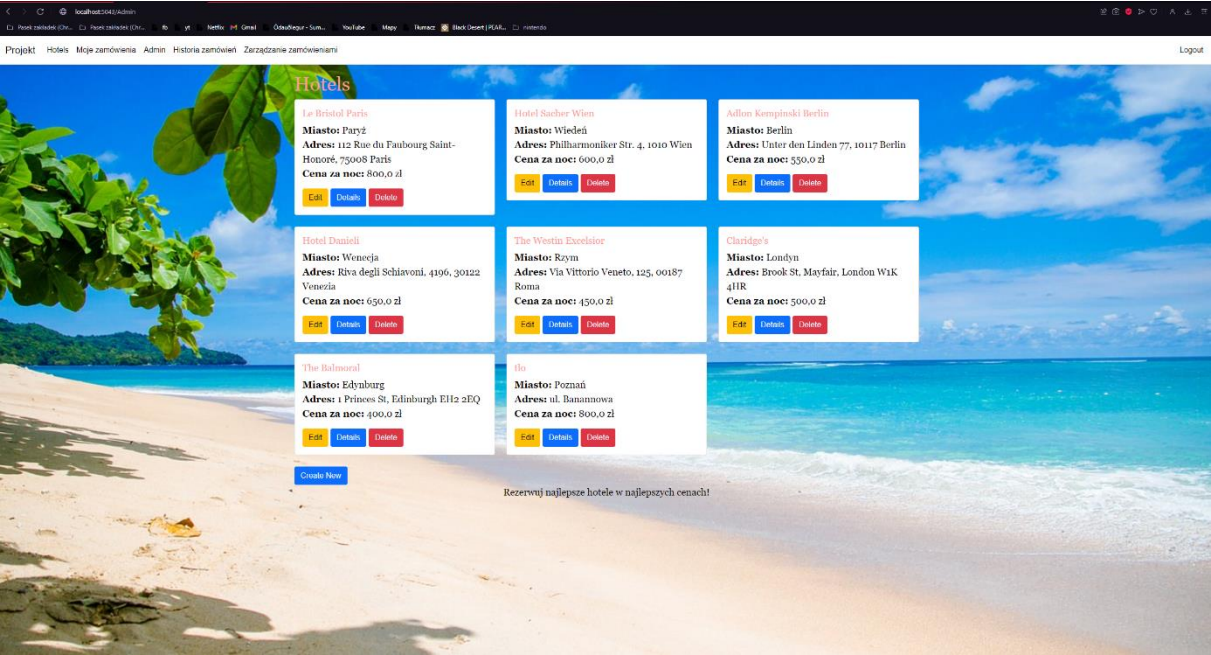 localhost:5043/Admin
Pasek zakładek (Chr... Pasek zakładek (Chr... fb yt Netflix Gmail YouTube Mapy Tłumacz Black Desert | PEAR... nintendo
Projekt Hotels Moje zamówienia Admin Historia zamówień Zarządzanie zamówieniami Logout
Hotels
Le Bristol Paris
Miasto: Paryż
Adres: 112 Rue du Faubourg Saint-
Honoré, 75008 Paris
Cena za noc: 800,0 zł
Edit Details Delete
Hotel Sacher Wien
Miasto: Wiedeń
Adres: Philharmoniker Str. 4, 1010 Wien
Cena za noc: 600,0 zł
Edit Details Delete
Adlon Kempinski Berlin
Miasto: Berlin
Adres: Unter den Linden 77, 10117 Berlin
Cena za noc: 550,0 zł
Edit Details Delete
Hotel Danieli
Miasto: Wenecja
Adres: Riva degli Schiavoni, 4196, 30122
Venezia
Cena za noc: 650,0 zł
Edit Details Delete
The Westin Excelsior
Miasto: Rzym
Adres: Via Vittorio Veneto, 125, 00187
Roma
Cena za noc: 450,0 zł
Edit Details Delete
Claridge's
Miasto: Londyn
Adres: Brook St, Mayfair, London W1K
4HR
Cena za noc: 500,0 zł
Edit Details Delete
The Balmoral
Miasto: Edynburg
Adres: 1 Princes St, Edinburgh EH2 2EQ
Cena za noc: 400,0 zł
Edit Details Delete
tlo
Miasto: Poznań
Adres: ul. Banannowa
Cena za noc: 800,0 zł
Edit Details Delete
Create New
Rezerwuj najlepsze hotele w najlepszych cenach!